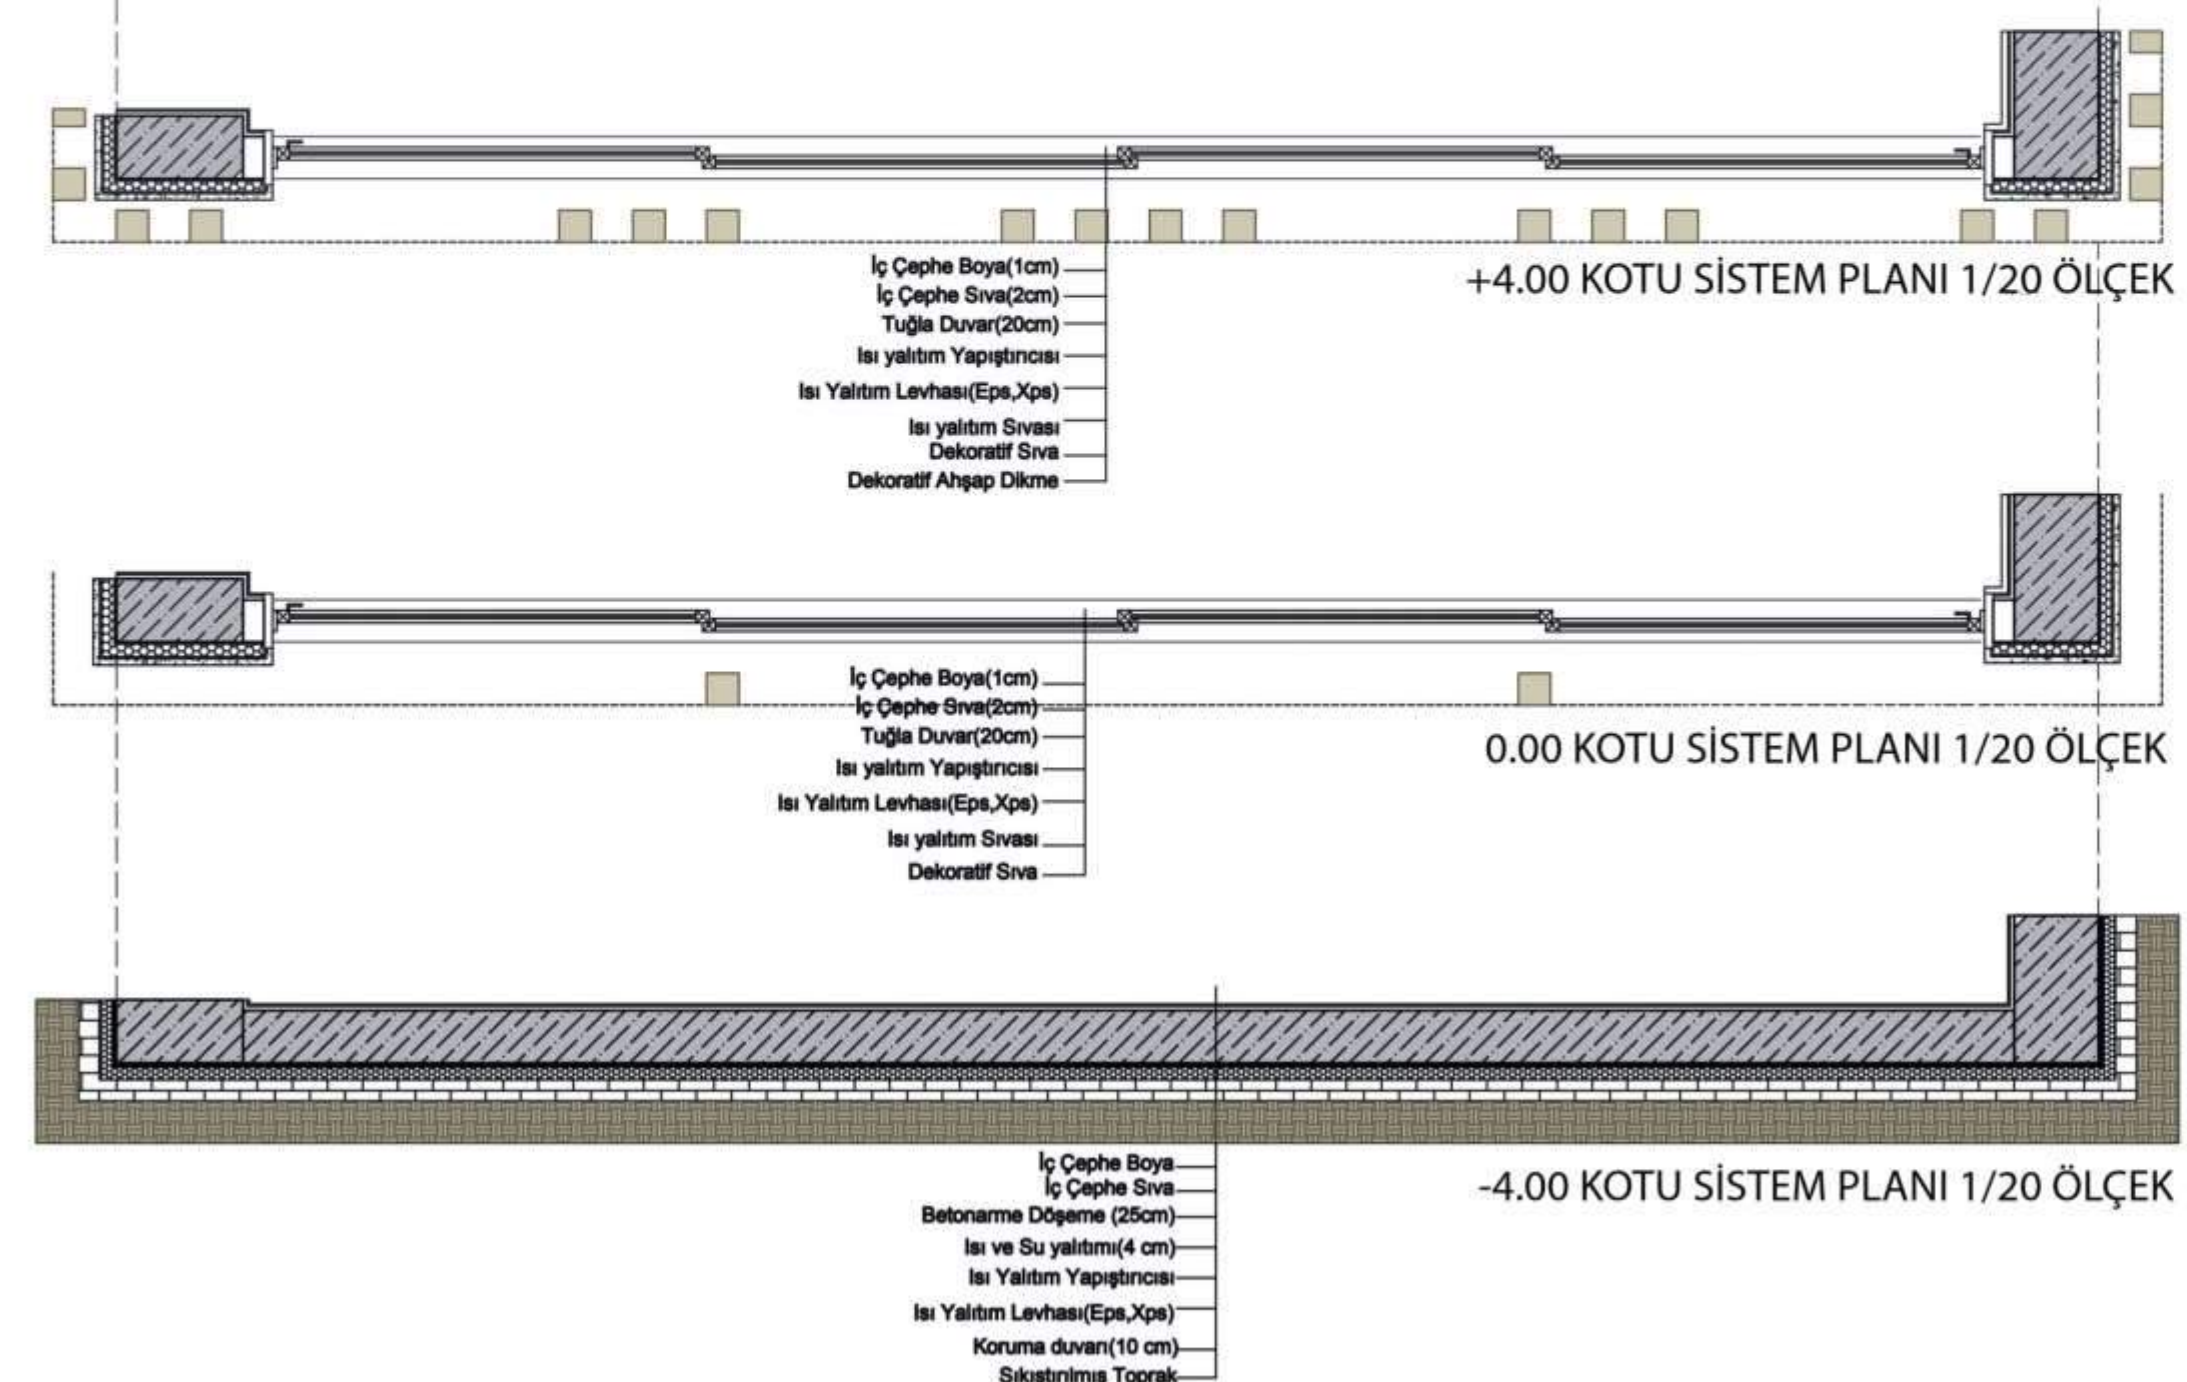 İç Çephe Boya(1cm)
+4.00 KOTU SİSTEM PLANI 1/20 ÖLÇEK
İç Çephe Sıva(2cm)
Tuğla Duvar(20cm)
Isı yalıtım Yapıştırıcısı
Isı Yalıtım Levhası(Eps,Xps)
Isı yalıtım Sıvası
Dekoratif Sıva
Dekoratif Ahşap Dikme
İç Çephe Boya(1cm)
İç Çephe Sıva(2cm)
Tuğla Duvar(20cm)
0.00 KOTU SİSTEM PLANI 1/20 ÖLÇEK
Isı yalıtım Yapıştırıcısı
Isı Yalıtım Levhası(Eps,Xps)
Isı yalıtım Sıvası
Dekoratif Sıva
İç Çephe Boya
İç Çephe Sıva
-4.00 KOTU SİSTEM PLANI 1/20 ÖLÇEK
Betonarme Döşeme (25cm)
Isı ve Su yalıtımı(4 cm)
Isı Yalıtım Yapıştırıcısı
Isı Yalıtım Levhası(Eps,Xps)
Koruma duvarı(10 cm)
Sıkıştırılmış Toprak